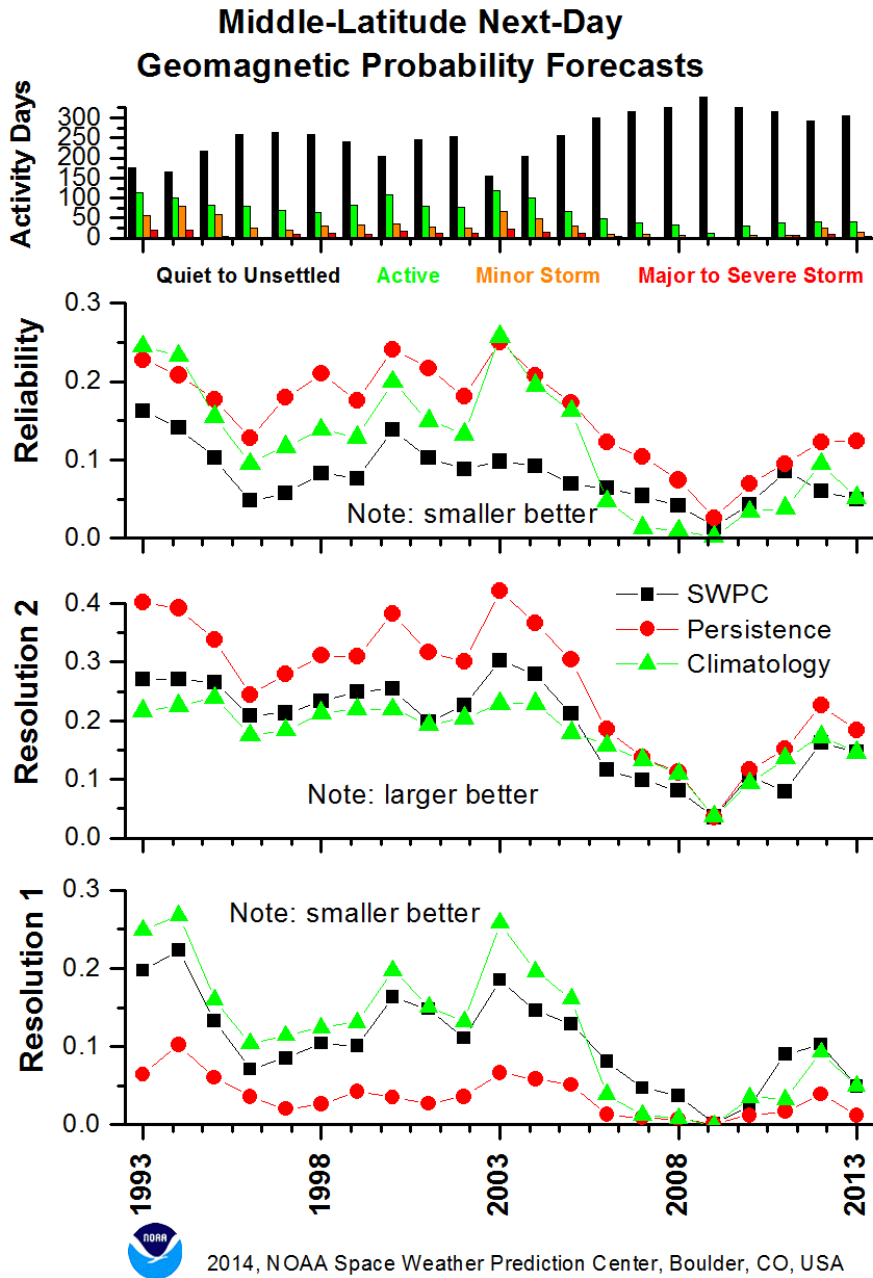 Middle-Latitude Next-Day
Geomagnetic Probability Forecasts
Activity Days
300
250
200
150
100
50
0
Quiet to Unsettled Active Minor Storm Major to Severe Storm
Reliability
0.3
0.2
0.1
0.0
Note: smaller better
Resolution 2
0.4
0.3
0.2
0.1
0.0
SWPC
Persistence
Climatology
Note: larger better
Resolution 1
0.3
0.2
0.1
0.0
Note: smaller better
1993 1998 2003 2008 2013
NOAA
2014, NOAA Space Weather Prediction Center, Boulder, CO, USA